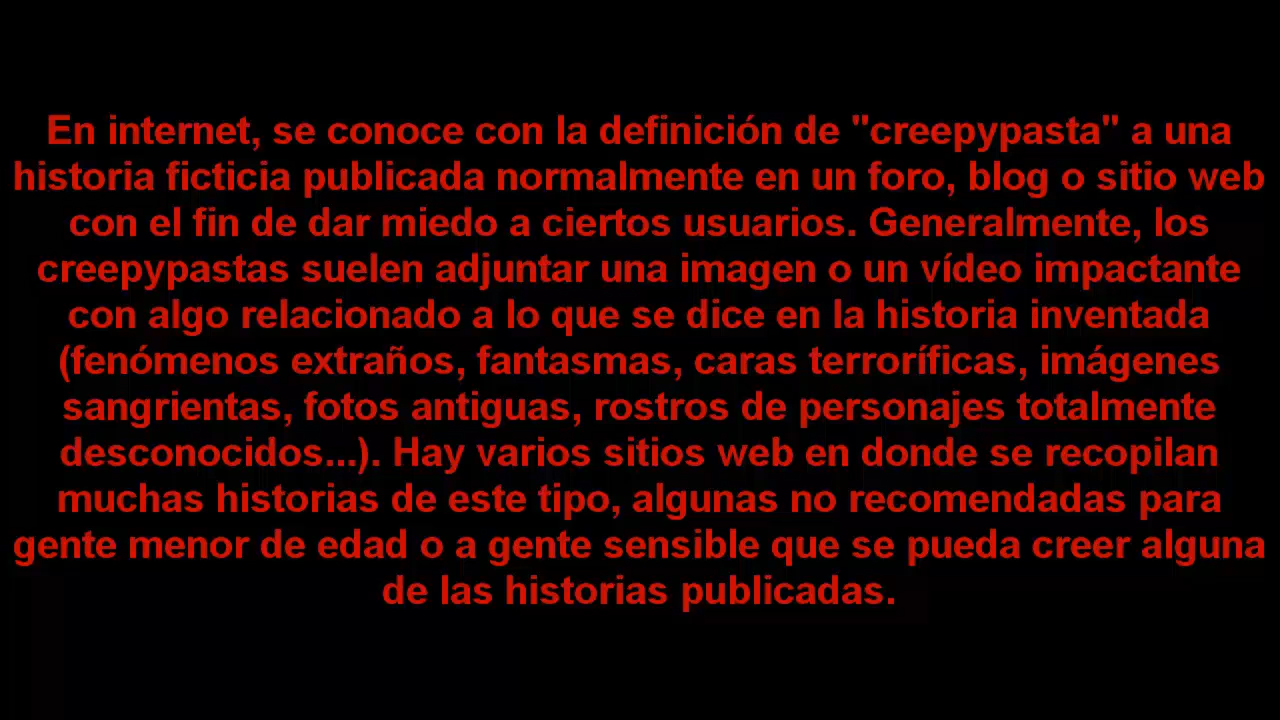 En internet, se conoce con la definición de "creepypasta" a una
historia ficticia publicada normalmente en un foro, blog o sitio web
con el fin de dar miedo a ciertos usuarios. Generalmente, los
creepypastas suelen adjuntar una imagen o un vídeo impactante
con algo relacionado a lo que se dice en la historia inventada
(fenómenos extraños, fantasmas, caras terroríficas, imágenes
sangrientas, fotos antiguas, rostros de personajes totalmente
desconocidos...). Hay varios sitios web en donde se recopilan
muchas historias de este tipo, algunas no recomendadas para
gente menor de edad o a gente sensible que se pueda creer alguna
de las historias publicadas.